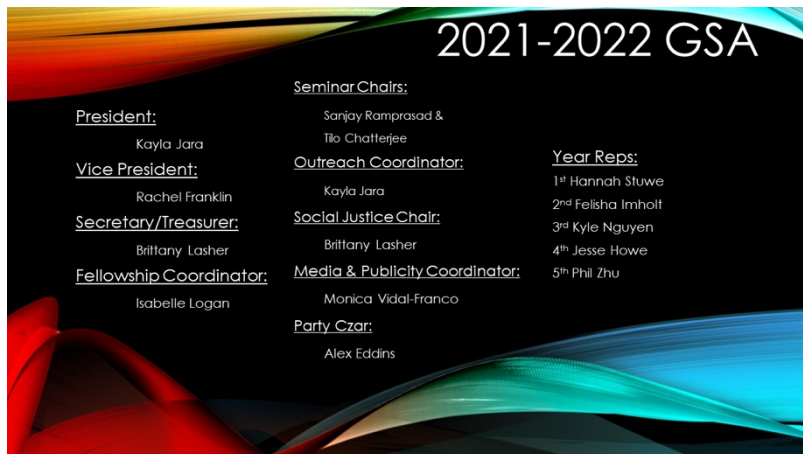 2021-2022 GSA
President:
Kayla Jara
Vice President:
Rachel Franklin
Secretary/Treasurer:
Brittany Lasher
Fellowship Coordinator:
Isabelle Logan
Seminar Chairs:
Sanjay Ramprasad &
Tilo Chatterjee
Outreach Coordinator:
Kayla Jara
Social Justice Chair:
Brittany Lasher
Media & Publicity Coordinator:
Monica Vidal-Franco
Party Czar:
Alex Eddins
Year Reps:
1st Hannah Stuwe
2nd Felisha Imholt
3rd Kyle Nguyen
4th Jesse Howe
5th Phil Zhu